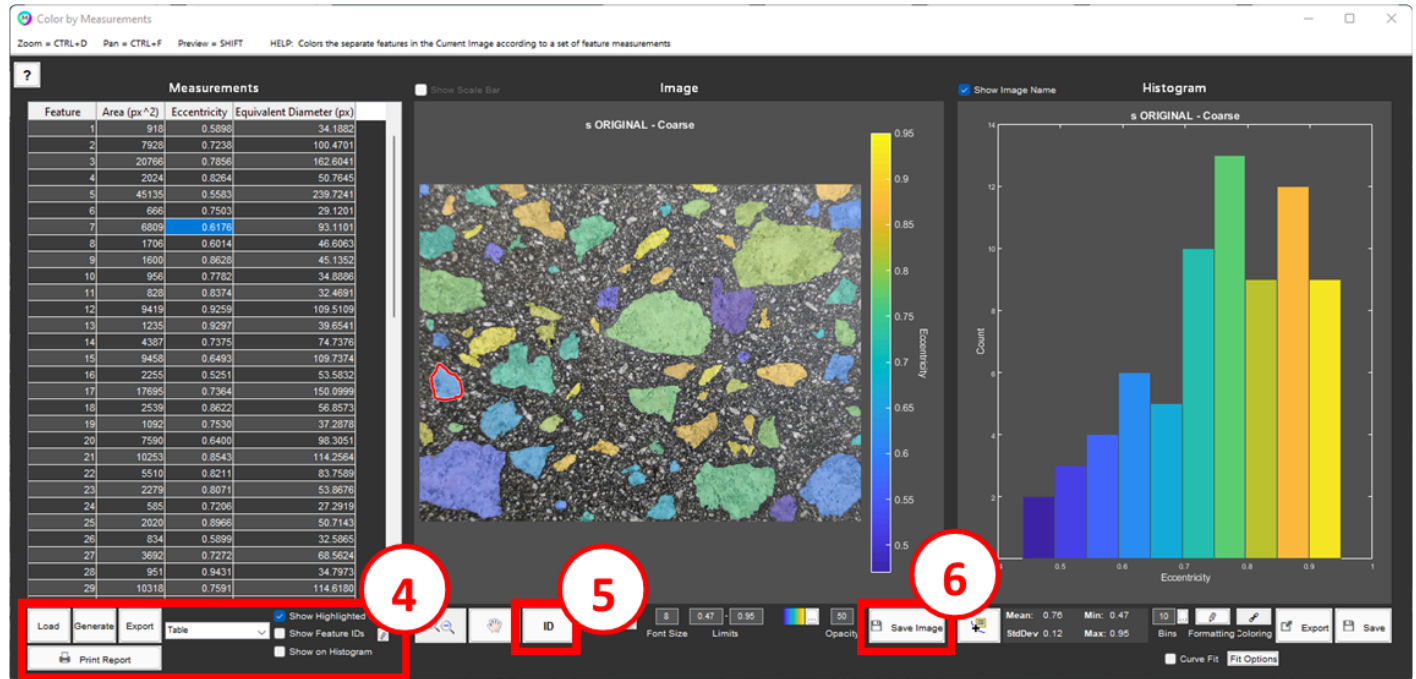 Color by Measurements
Zoom = CTRL+D Pan = CTRL+F Preview = SHIFT HELP: Colors the separate features in the Current Image according to a set of feature measurements
?
Measurements
Feature Area (px^2) Eccentricity Equivalent Diameter (px)
1 918 0.5898 34.1882
2 7928 0.7238 100.4701
3 20766 0.7856 162.6041
4 2024 0.8264 50.7645
5 45135 0.5583 239.7241
6 666 0.7503 29.1201
7 6809 0.6176 93.1101
8 1706 0.6014 46.6063
9 1600 0.8628 45.1352
10 956 0.7782 34.8886
11 828 0.8374 32.4691
12 9419 0.9259 109.5109
13 1235 0.9297 39.6541
14 4387 0.7375 74.7376
15 9458 0.6493 109.7374
16 2255 0.5251 53.5832
17 17695 0.7364 150.0999
18 2539 0.8622 56.8573
19 1092 0.7530 37.2878
20 7590 0.6400 98.3051
21 10253 0.8543 114.2564
22 5510 0.8211 83.7589
23 2279 0.8071 53.8676
24 585 0.7206 27.2919
25 2020 0.8966 50.7143
26 834 0.5899 32.5865
27 3692 0.7272 68.5624
28 951 0.9431 34.7973
29 10318 0.7591 114.6180
Load Generate Export Table
Show Highlighted
Show Feature IDs
Show on Histogram
Print Report
4
Show Scale Bar
Image
s ORIGINAL - Coarse
0.95
0.9
0.85
0.8
0.75
0.7
0.65
0.6
0.55
0.5
Eccentricity
ID
5
8 0.47 - 0.95 ... 50
Font Size Limits Opacity
Save Image
6
Show Image Name
Histogram
s ORIGINAL - Coarse
14
12
10
8
6
4
2
Count
0.5 0.6 0.7 0.8 0.9 1
Eccentricity
Mean: 0.76 Min: 0.47
StdDev 0.12 Max: 0.95
10 ...
Bins Formatting Coloring
Export Save
Curve Fit Fit Options